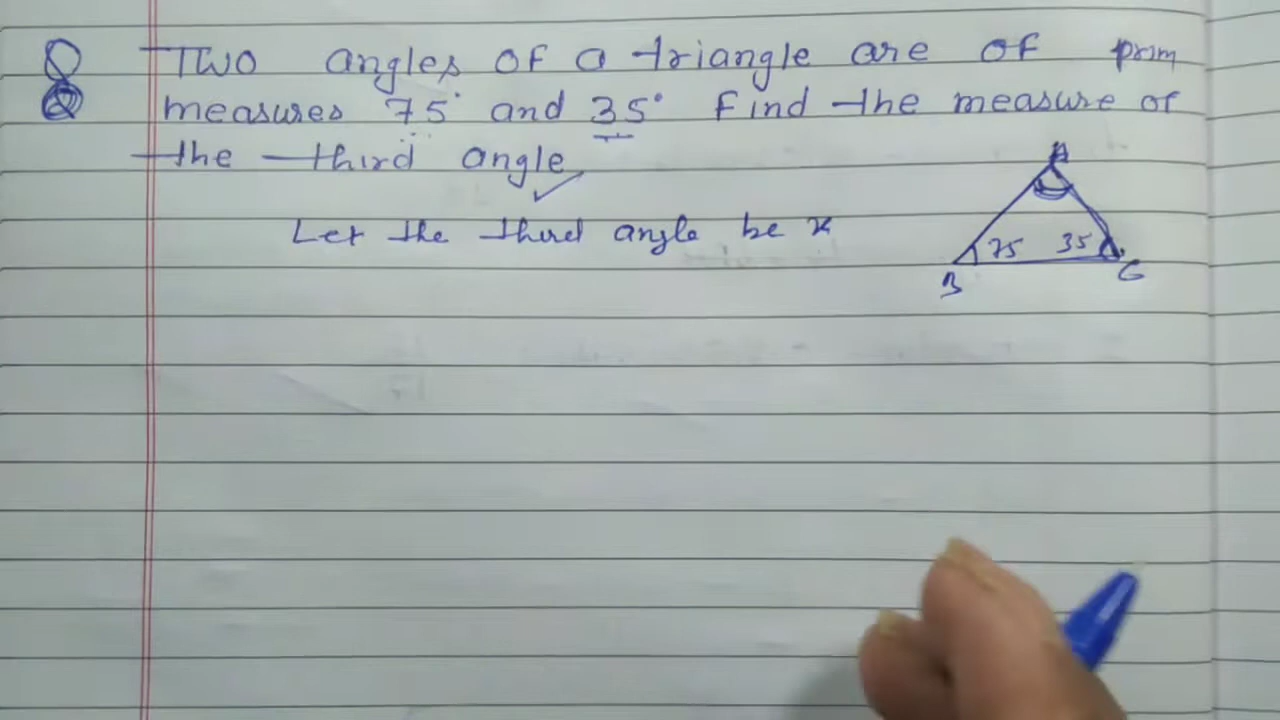 Q TWO angles OF a triangle are of prim
Q measures 75° and 35° Find the measure of
the third angle
Let the third angle be x
A
75 35
B C